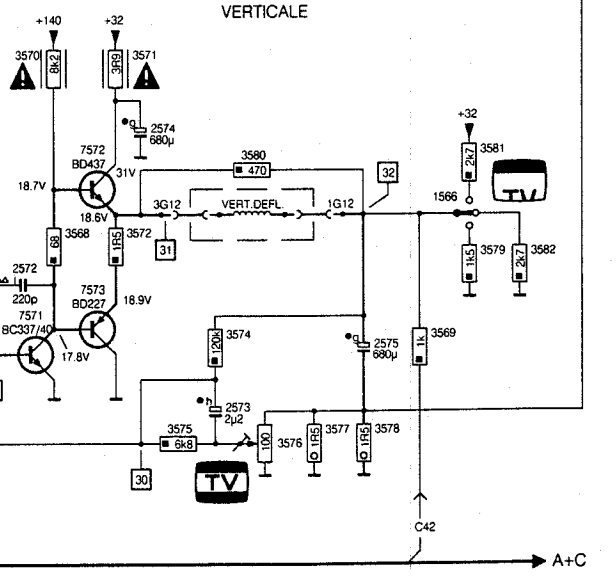 VERTICALE
+140
+32
3570
8k2
3R9
3571
g 2574
680µ
7572
BD437
31V
3580
470
32
+32
3581
2k7
TV
1566
18.7V
3G12
VERT.DEFL.
1G12
18.6V
3568
68
3572
1R5
31
3579
1k5
3582
2k7
2572
220p
7573
BD227
18.9V
7571
BC337/40
17.8V
3574
120k
g 2575
680µ
3569
1k
2573
2µ2
3575
6k8
100
3576
3577
1R5
3578
1R5
30
TV
C42
A+C